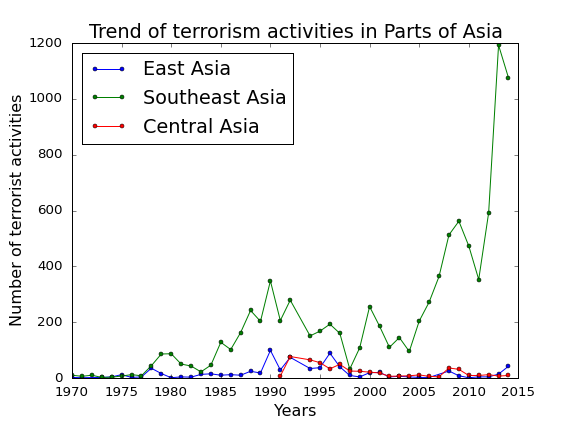 Trend of terrorism activities in Parts of Asia
1200
1000
800
600
400
200
0
Number of terrorist activities
East Asia
Southeast Asia
Central Asia
1970 1975 1980 1985 1990 1995 2000 2005 2010 2015
Years